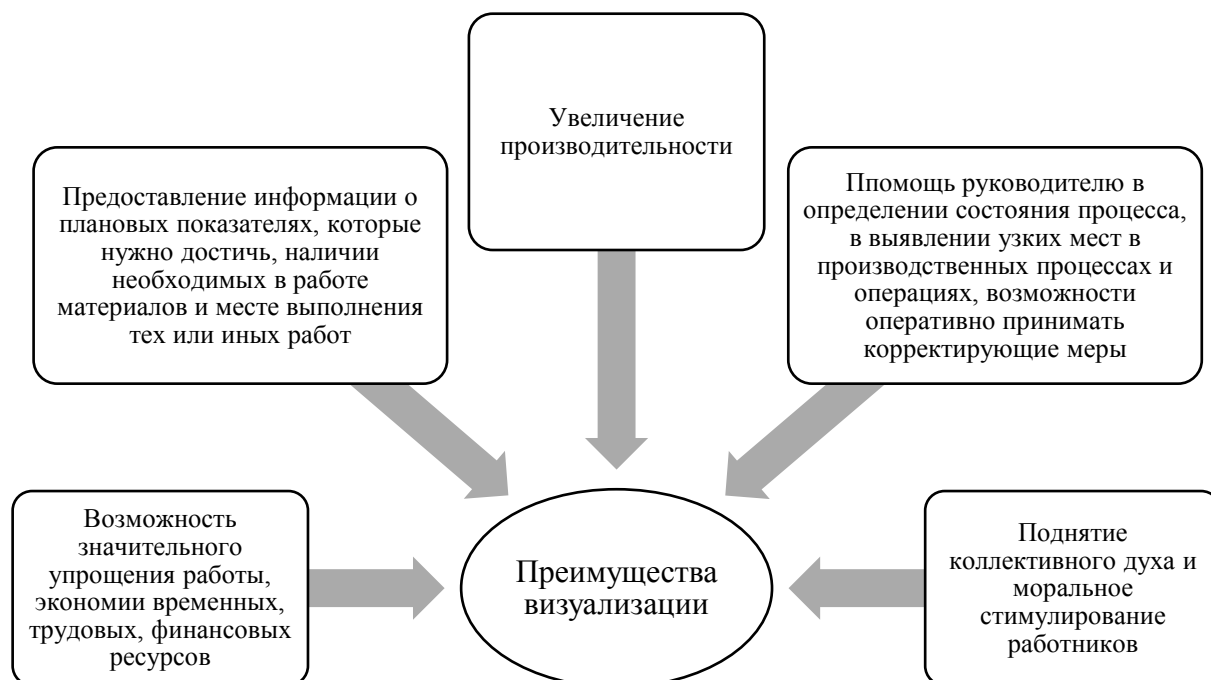 Увеличение
производительности
Предоставление информации о
плановых показателях, которые
нужно достичь, наличии
необходимых в работе
материалов и месте выполнения
тех или иных работ
Ппомощь руководителю в
определении состояния процесса,
в выявлении узких мест в
производственных процессах и
операциях, возможности
оперативно принимать
корректирующие меры
Возможность
значительного
упрощения работы,
экономии временных,
трудовых, финансовых
ресурсов
Преимущества
визуализации
Поднятие
коллективного духа и
моральное
стимулирование
работников